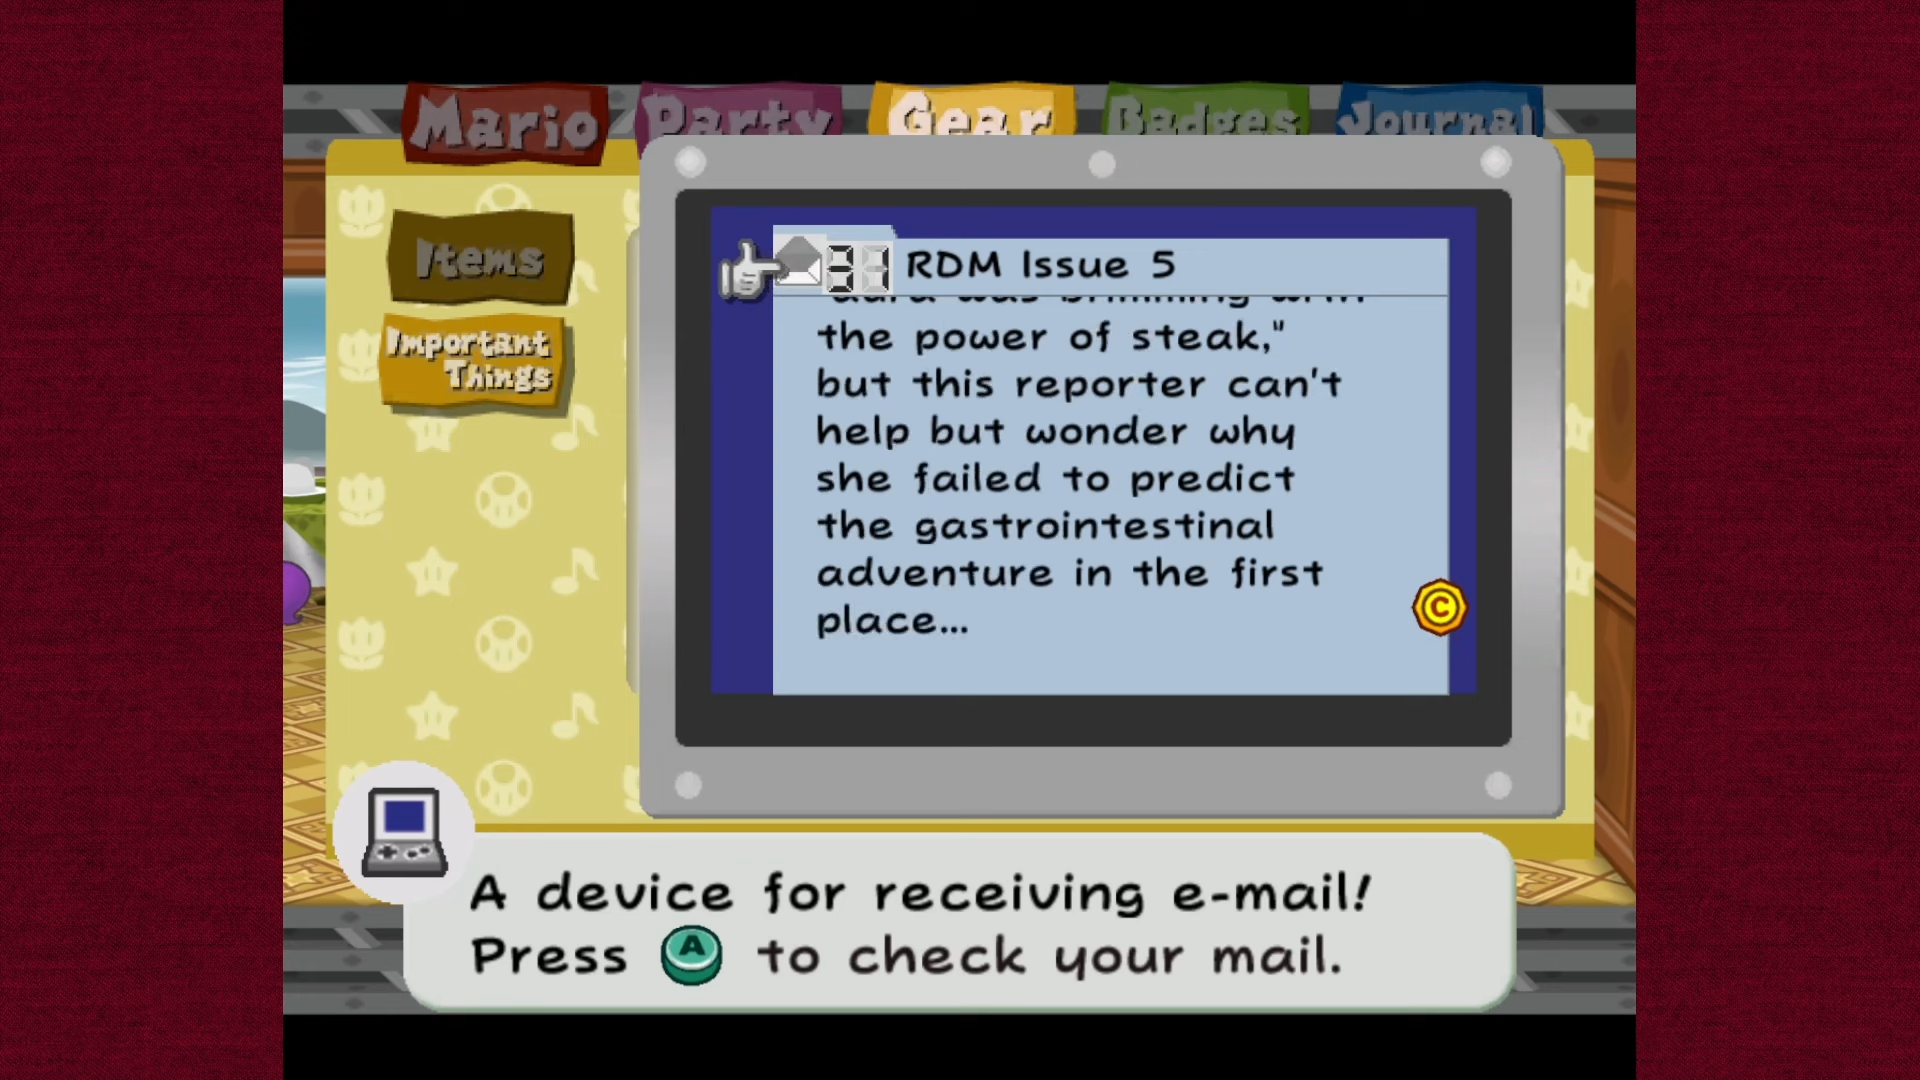 Mario Party Gear Badges Journal
Items
Important
Things
RDM Issue 5
the power of steak,"
but this reporter can't
help but wonder why
she failed to predict
the gastrointestinal
adventure in the first
place...
A device for receiving e-mail!
Press A to check your mail.